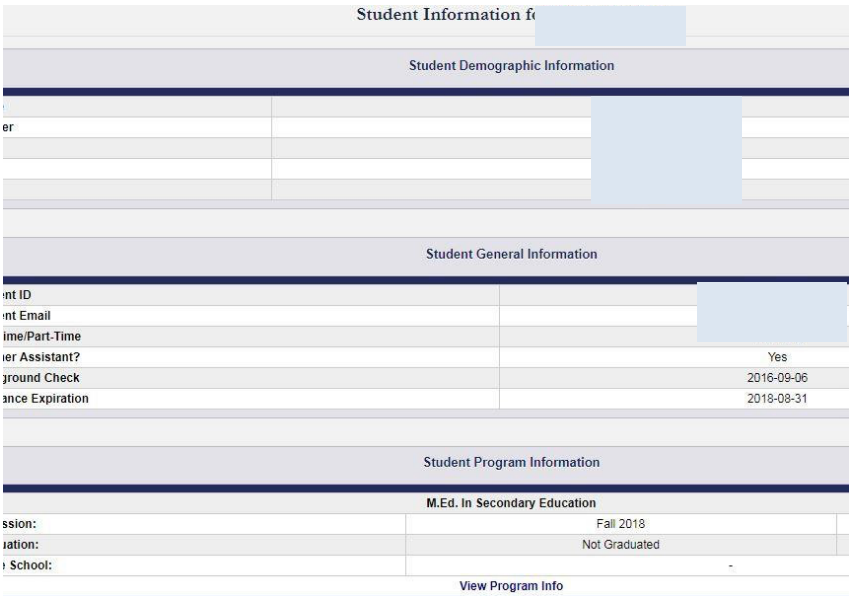 Student Information f
Student Demographic Information
er
Student General Information
ent ID
ent Email
ime/Part-Time
er Assistant? Yes
ground Check 2016-09-06
ance Expiration 2018-08-31
Student Program Information
M.Ed. In Secondary Education
ssion: Fall 2018
uation: Not Graduated
School: -
View Program Info